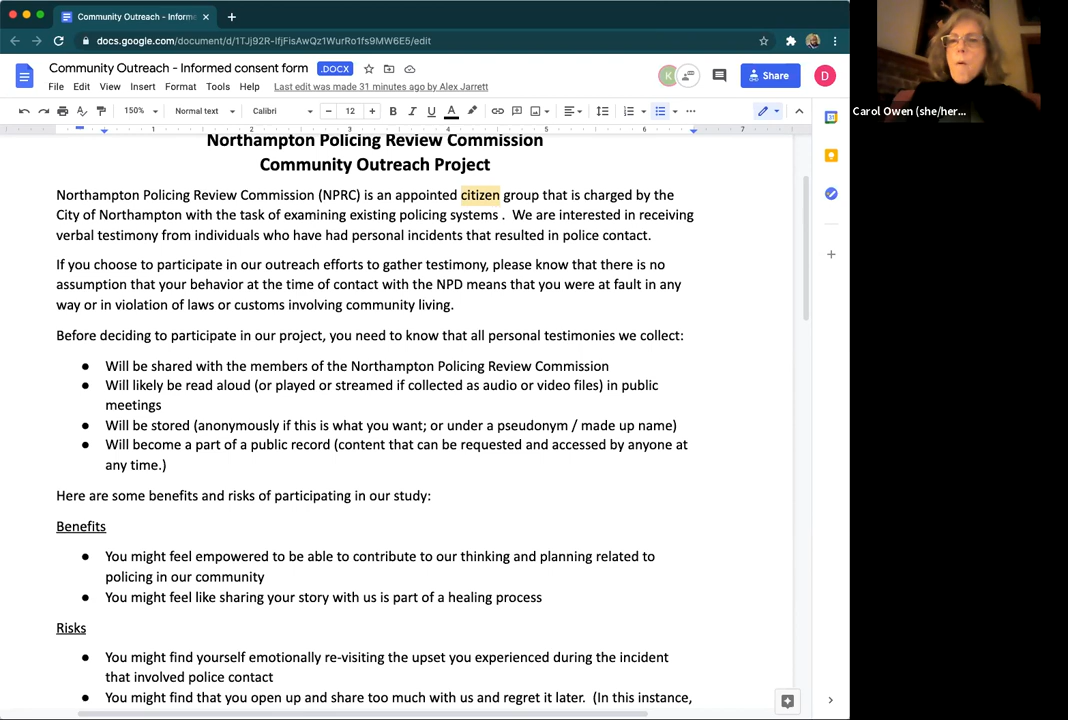 Community Outreach - Informe
docs.google.com/document/d/1TJj92R-IfjFisAwQz1WurRo1fs9MW6E5/edit
Community Outreach - Informed consent form .DOCX
File Edit View Insert Format Tools Help Last edit was made 31 minutes ago by Alex Jarrett
K Share D
150% Normal text Calibri 12 B I U A
1 2 3 4 5 6 7
Northampton Policing Review Commission
Community Outreach Project
Northampton Policing Review Commission (NPRC) is an appointed citizen group that is charged by the
City of Northampton with the task of examining existing policing systems . We are interested in receiving
verbal testimony from individuals who have had personal incidents that resulted in police contact.
If you choose to participate in our outreach efforts to gather testimony, please know that there is no
assumption that your behavior at the time of contact with the NPD means that you were at fault in any
way or in violation of laws or customs involving community living.
Before deciding to participate in our project, you need to know that all personal testimonies we collect:
● Will be shared with the members of the Northampton Policing Review Commission
● Will likely be read aloud (or played or streamed if collected as audio or video files) in public
meetings
● Will be stored (anonymously if this is what you want; or under a pseudonym / made up name)
● Will become a part of a public record (content that can be requested and accessed by anyone at
any time.)
Here are some benefits and risks of participating in our study:
Benefits
● You might feel empowered to be able to contribute to our thinking and planning related to
policing in our community
● You might feel like sharing your story with us is part of a healing process
Risks
● You might find yourself emotionally re-visiting the upset you experienced during the incident
that involved police contact
● You might find that you open up and share too much with us and regret it later. (In this instance,
Carol Owen (she/her...